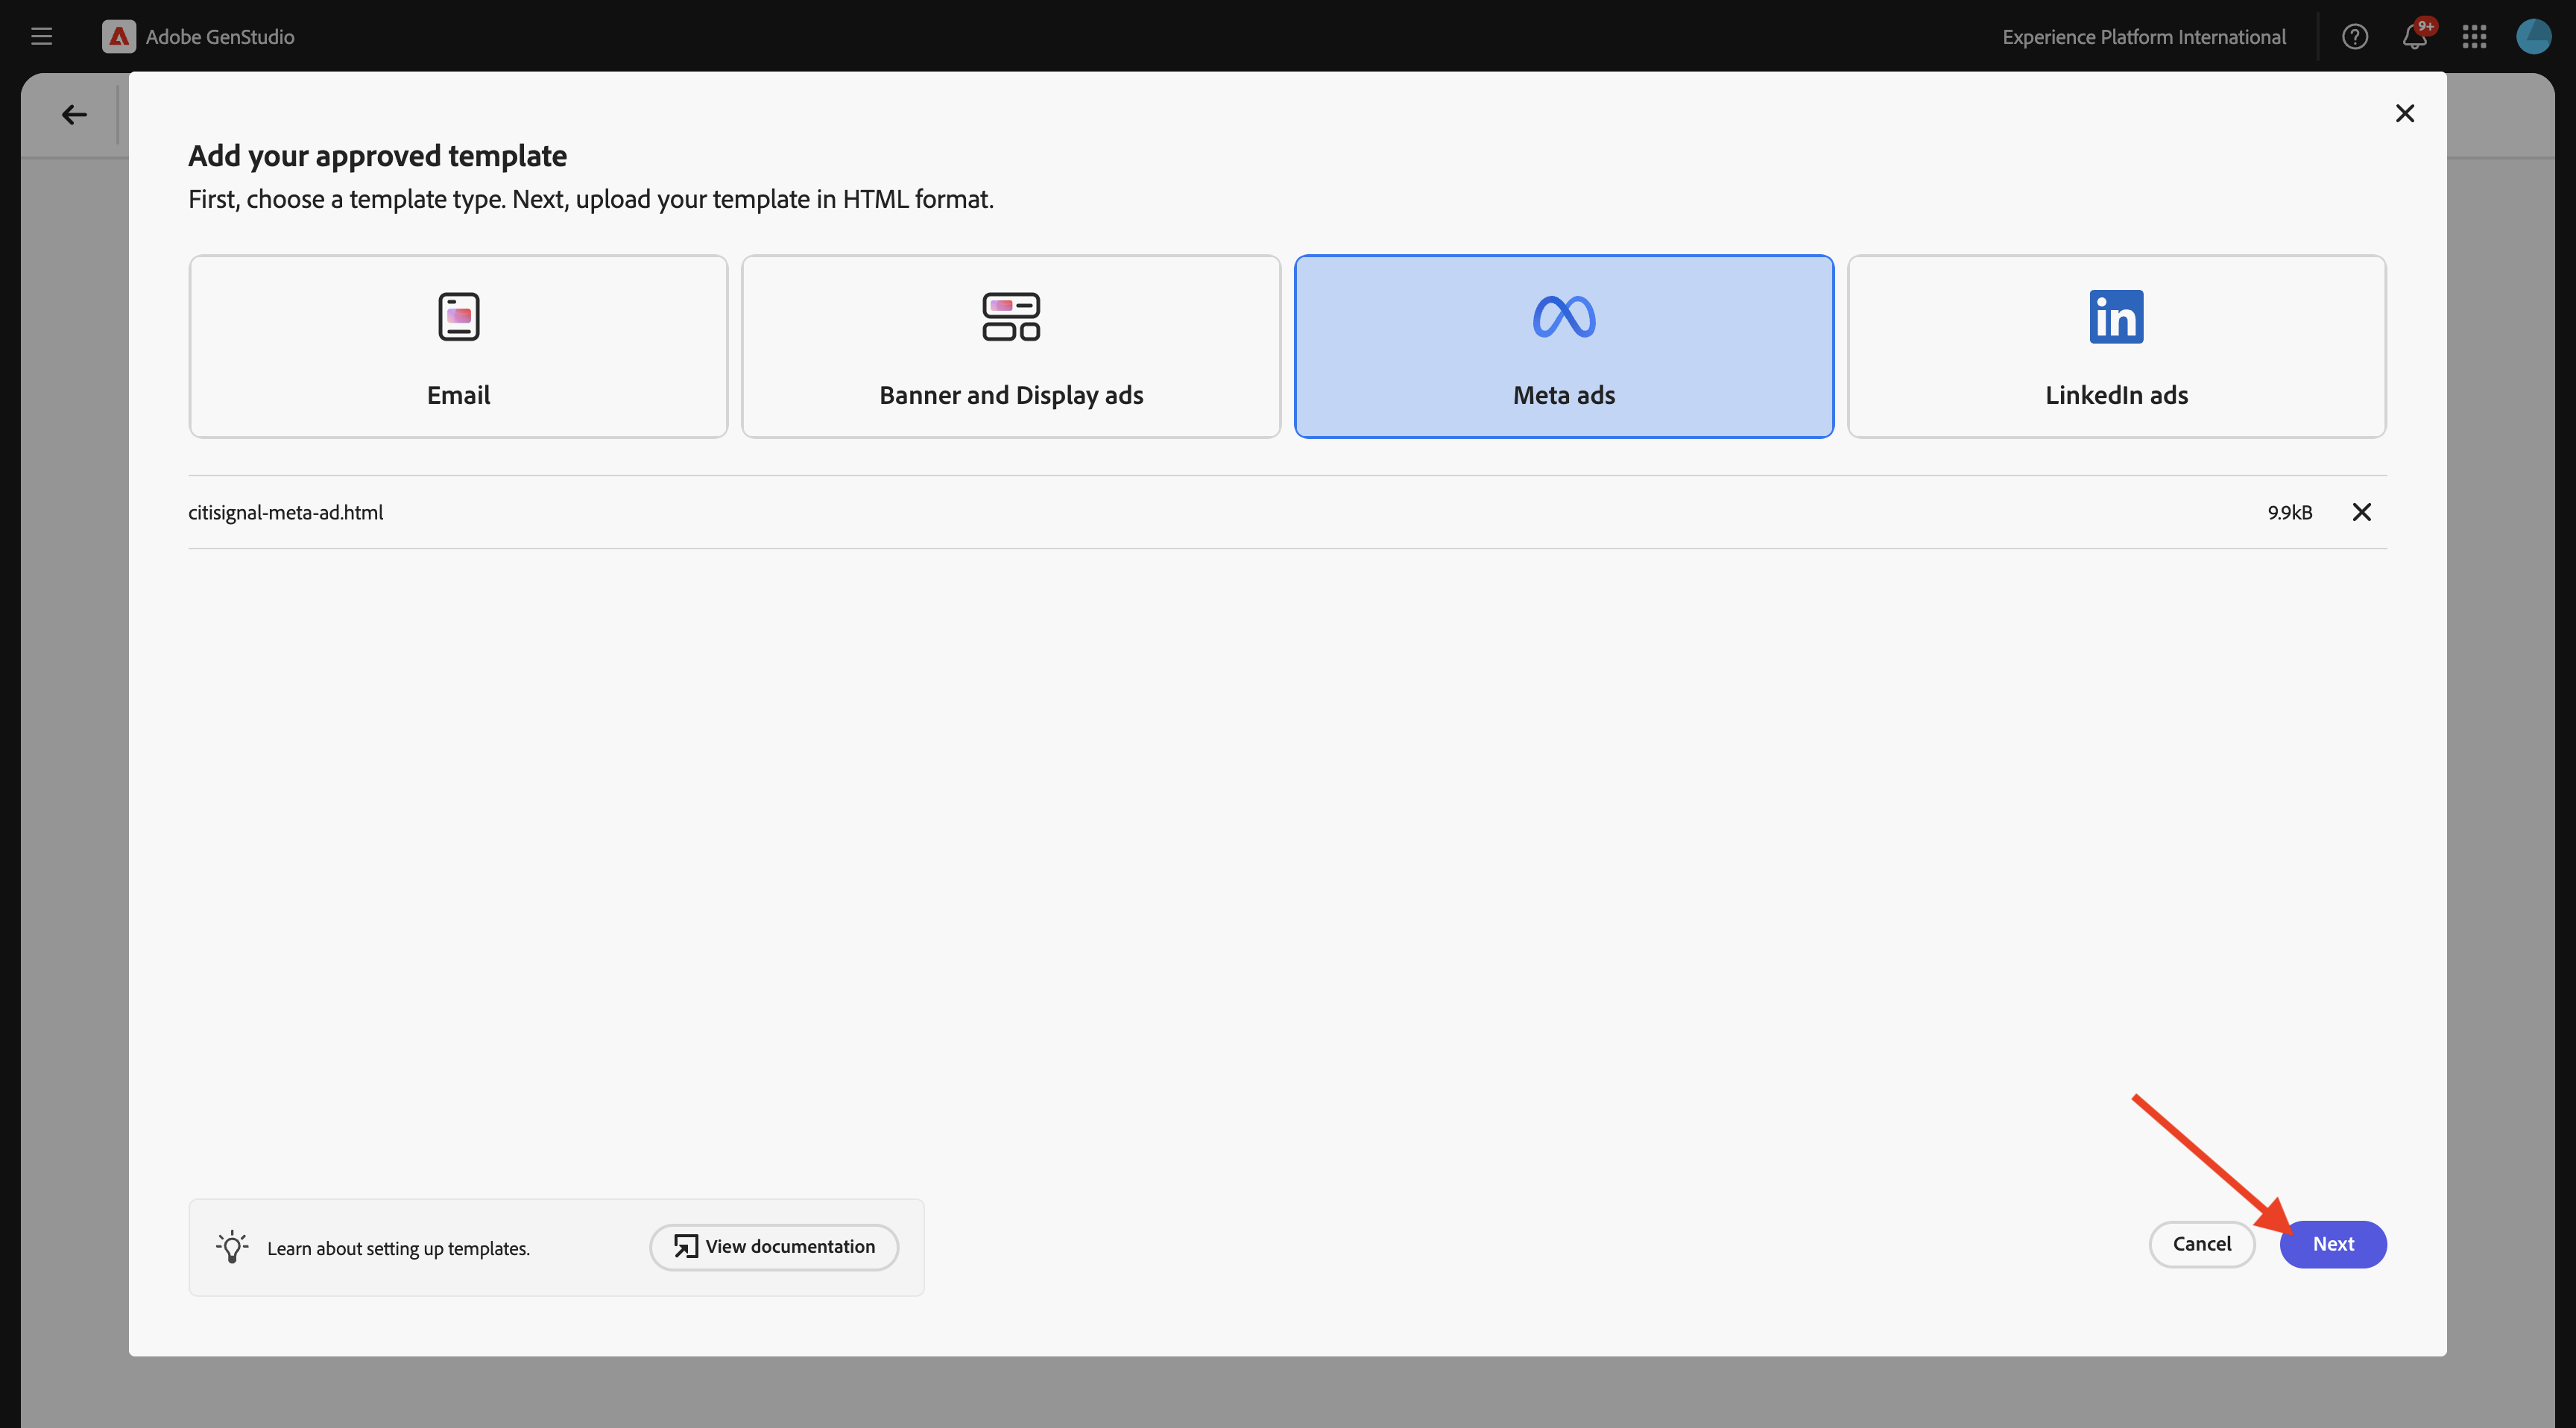 Adobe GenStudio
Experience Platform International
9+
Add your approved template
First, choose a template type. Next, upload your template in HTML format.
Email
Banner and Display ads
Meta ads
in
LinkedIn ads
citisignal-meta-ad.html
9.9kB
Learn about setting up templates.
View documentation
Cancel
Next